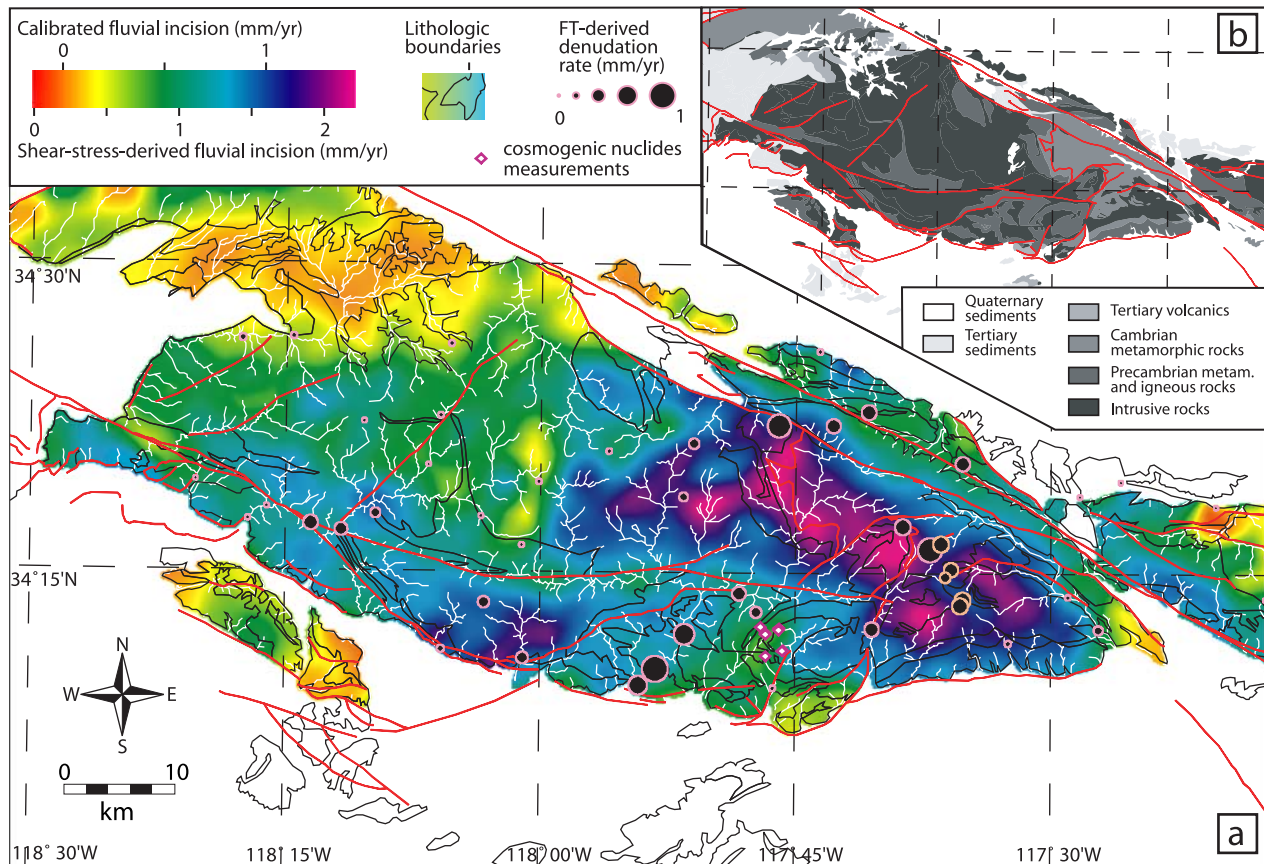 Calibrated fluvial incision (mm/yr)
0 1
0 1 2
Shear-stress-derived fluvial incision (mm/yr)
Lithologic
boundaries
FT-derived
denudation
rate (mm/yr)
0 1
cosmogenic nuclides
measurements
b
Quaternary
sediments
Tertiary
sediments
Tertiary volcanics
Cambrian
metamorphic rocks
Precambrian metam.
and igneous rocks
Intrusive rocks
34°30'N
34°15'N
N
W E
S
0 10
km
a
118°30'W 118°15'W 118°00'W 117°45'W 117°30'W